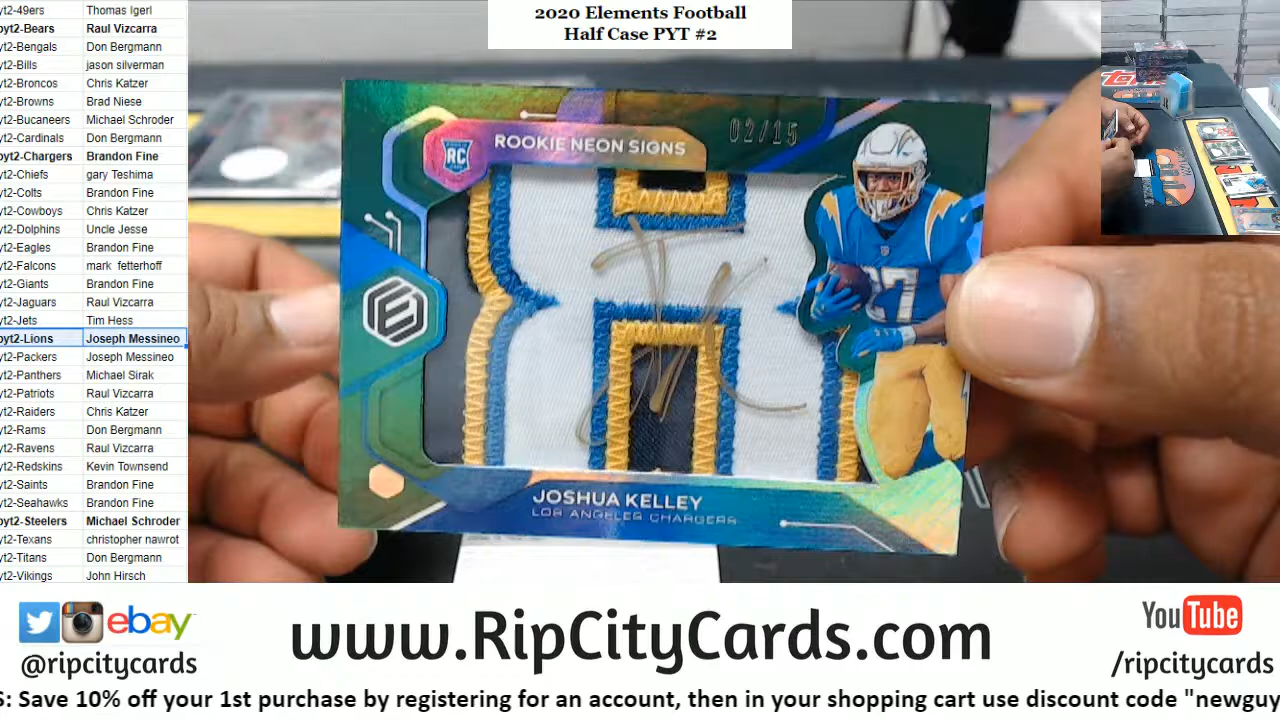 2020 Elements Football
Half Case PYT #2
yt2-49ers Thomas Igerl
pyt2-Bears Raul Vizcarra
yt2-Bengals Don Bergmann
yt2-Bills jason silverman
yt2-Broncos Chris Katzer
yt2-Browns Brad Niese
yt2-Bucaneers Michael Schroder
yt2-Cardinals Don Bergmann
pyt2-Chargers Brandon Fine
yt2-Chiefs gary Teshima
yt2-Colts Brandon Fine
yt2-Cowboys Chris Katzer
yt2-Dolphins Uncle Jesse
yt2-Eagles Brandon Fine
yt2-Falcons mark fetterhoff
yt2-Giants Brandon Fine
yt2-Jaguars Raul Vizcarra
yt2-Jets Tim Hess
pyt2-Lions Joseph Messineo
yt2-Packers Joseph Messineo
yt2-Panthers Michael Sirak
yt2-Patriots Raul Vizcarra
yt2-Raiders Chris Katzer
yt2-Rams Don Bergmann
yt2-Ravens Raul Vizcarra
yt2-Redskins Kevin Townsend
yt2-Saints Brandon Fine
yt2-Seahawks Brandon Fine
pyt2-Steelers Michael Schroder
yt2-Texans christopher nawrot
yt2-Titans Don Bergmann
yt2-Vikings John Hirsch
02/15
ROOKIE NEON SIGNS
RC
27
JOSHUA KELLEY
LOS ANGELES CHARGERS
ebay
@ripcitycards
www.RipCityCards.com
YouTube
/ripcitycards
S: Save 10% off your 1st purchase by registering for an account, then in your shopping cart use discount code "newguy